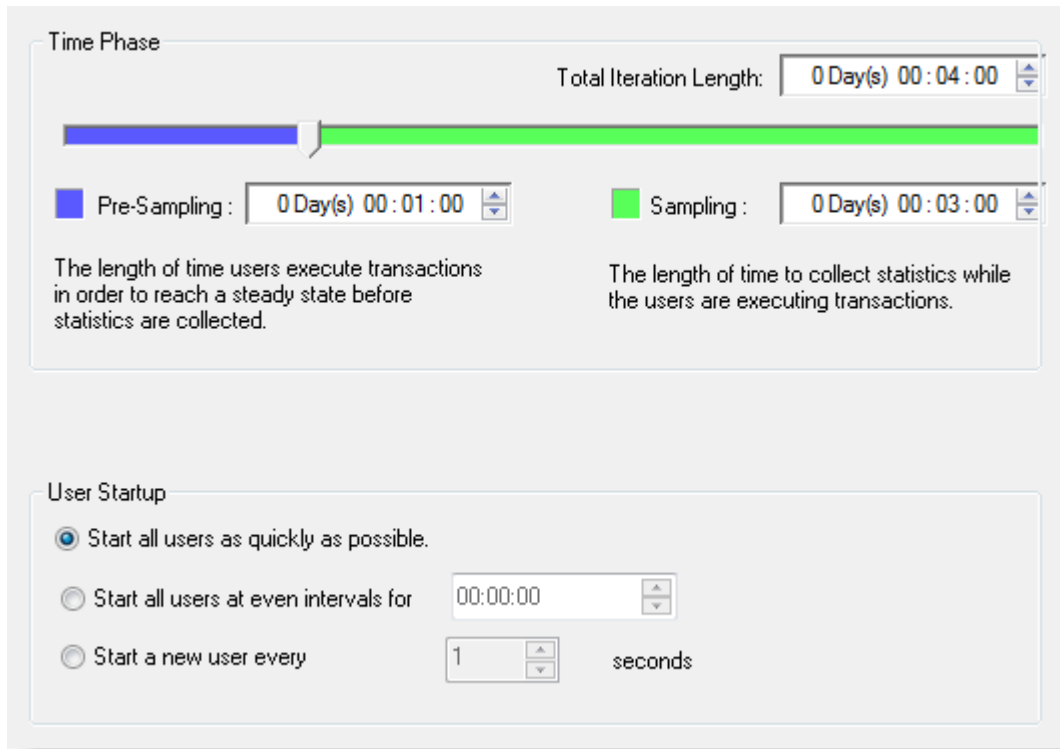 Time Phase
Total Iteration Length: 0 Day(s) 00 : 04 : 00
Pre-Sampling : 0 Day(s) 00 : 01 : 00
Sampling : 0 Day(s) 00 : 03 : 00
The length of time users execute transactions
in order to reach a steady state before
statistics are collected.
The length of time to collect statistics while
the users are executing transactions.
User Startup
Start all users as quickly as possible.
Start all users at even intervals for 00:00:00
Start a new user every 1 seconds